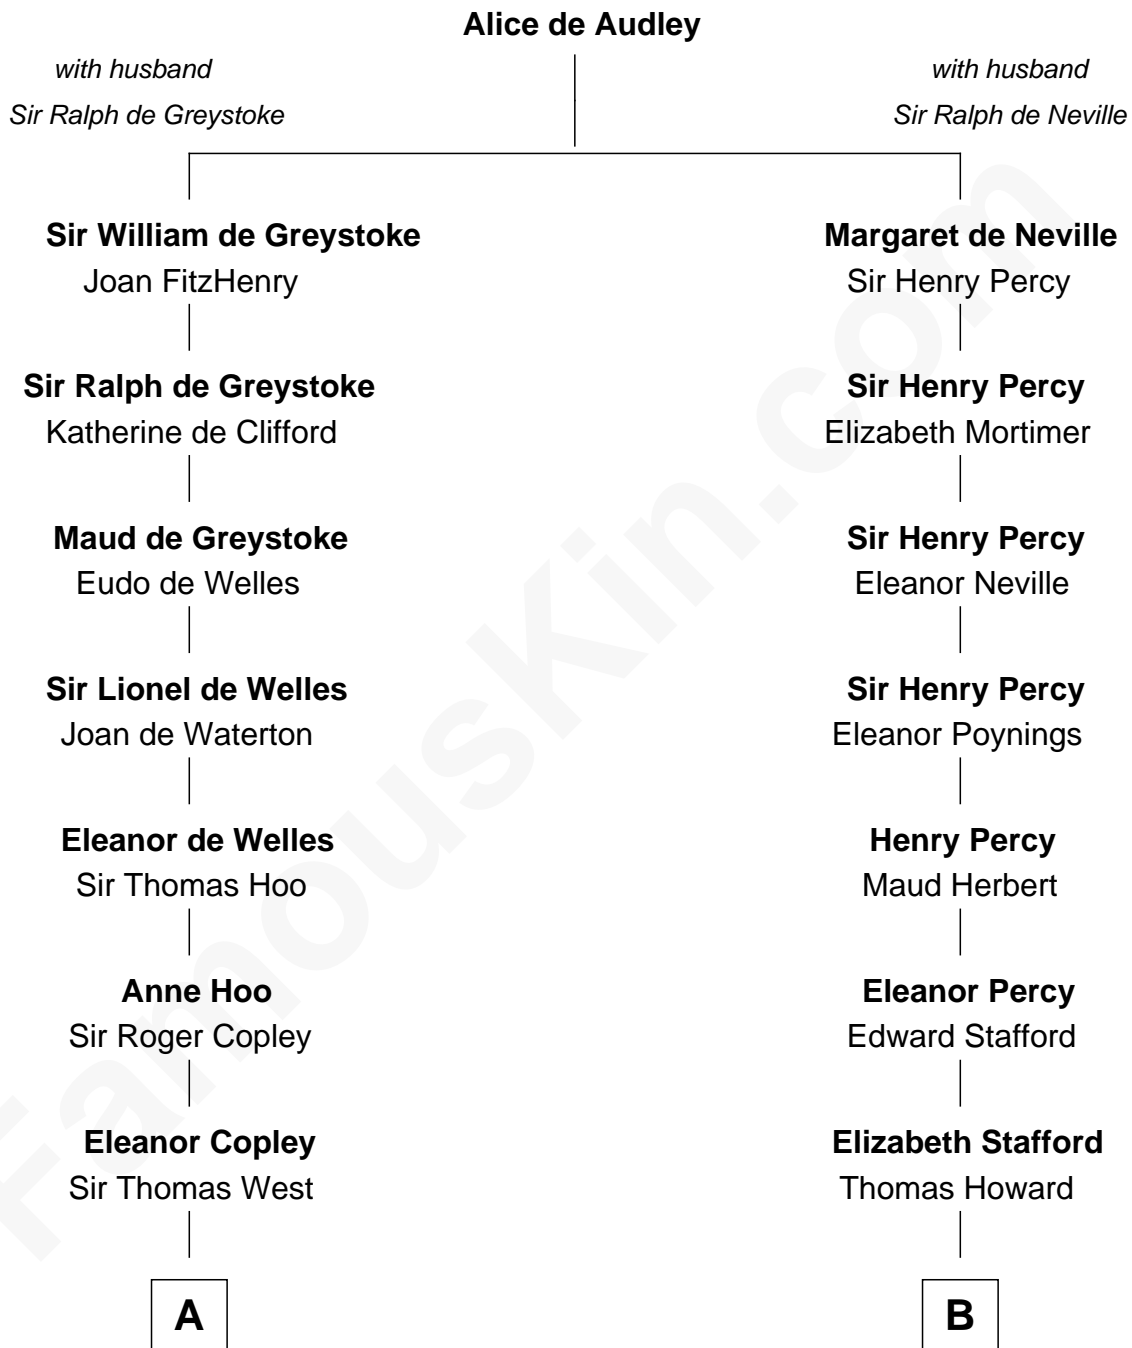 Alice de Audley
with husband
Sir Ralph de Greystoke
with husband
Sir Ralph de Neville
Sir William de Greystoke
Joan FitzHenry
Margaret de Neville
Sir Henry Percy
Sir Ralph de Greystoke
Katherine de Clifford
Sir Henry Percy
Elizabeth Mortimer
Maud de Greystoke
Eudo de Welles
Sir Henry Percy
Eleanor Neville
Sir Lionel de Welles
Joan de Waterton
Sir Henry Percy
Eleanor Poynings
Eleanor de Welles
Sir Thomas Hoo
Henry Percy
Maud Herbert
Anne Hoo
Sir Roger Copley
Eleanor Percy
Edward Stafford
Eleanor Copley
Sir Thomas West
Elizabeth Stafford
Thomas Howard
A
B
FamousKin.com